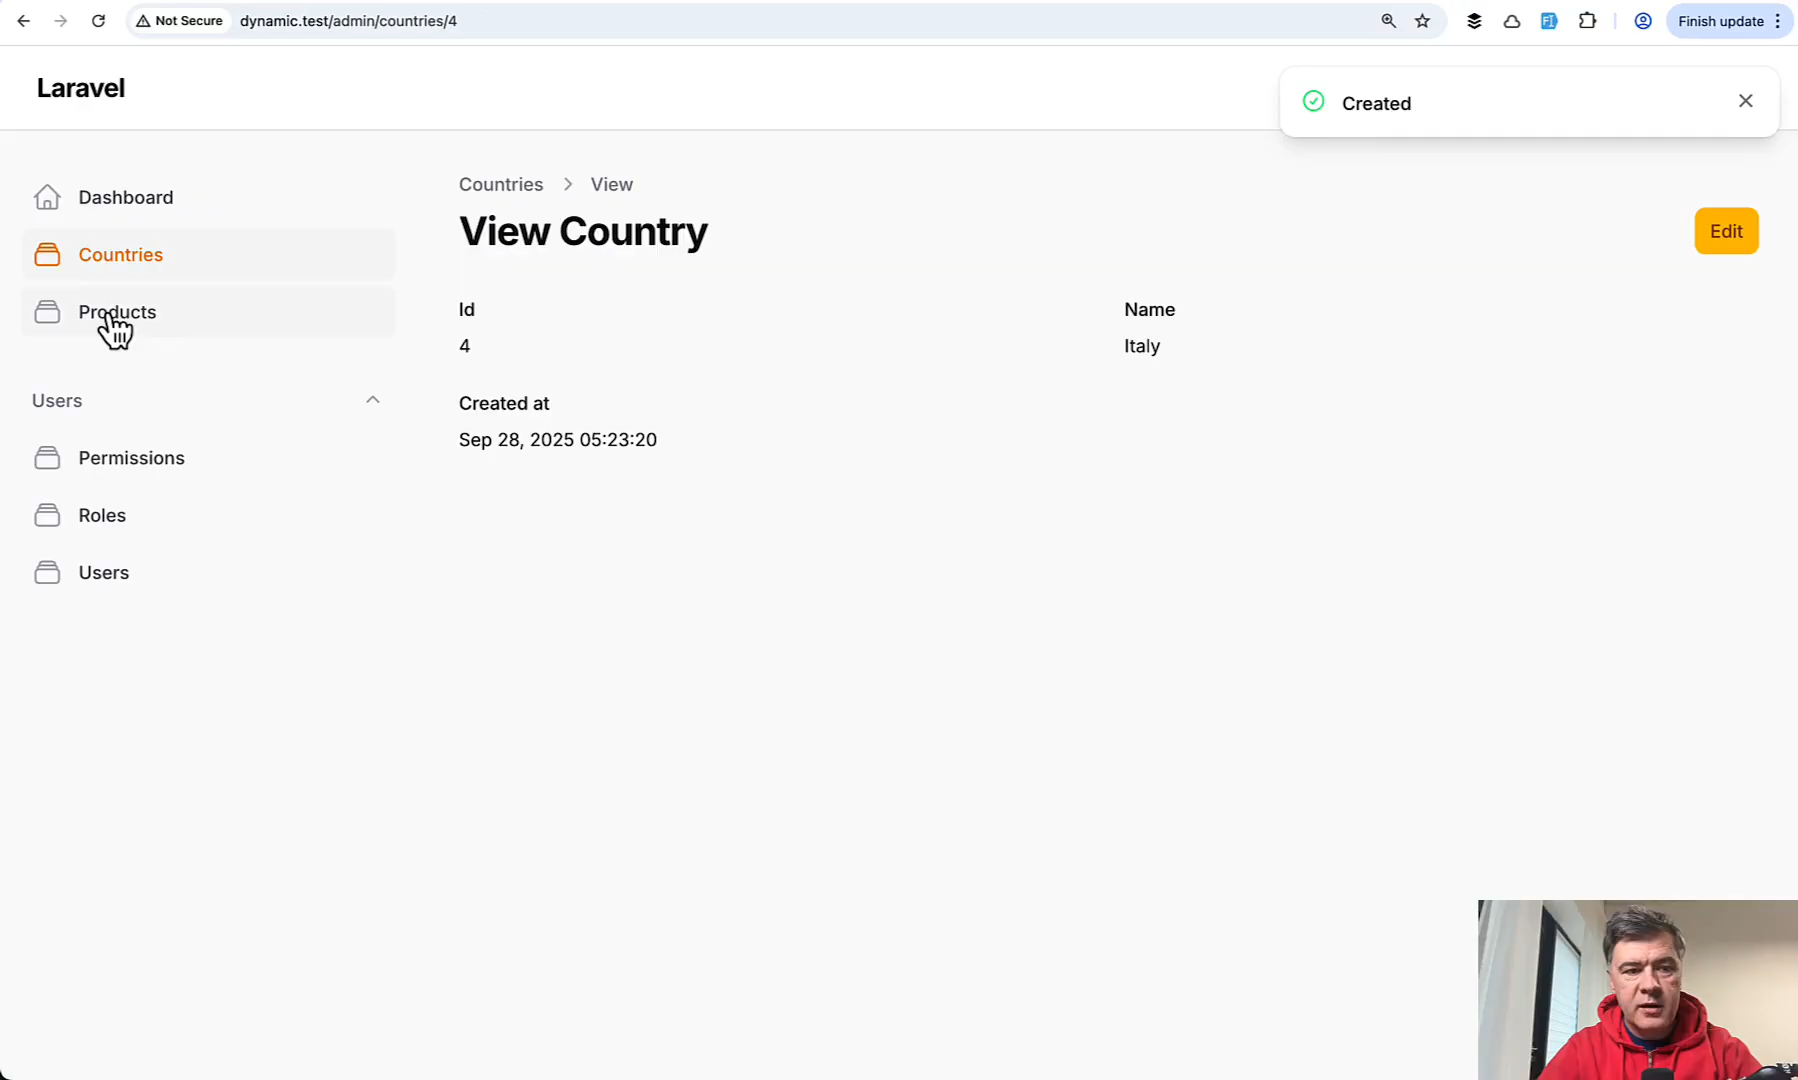 Not Secure
dynamic.test/admin/countries/4
Finish update
Laravel
Created
Dashboard
Countries
Products
Users
Permissions
Roles
Users
Countries > View
View Country
Edit
Id
4
Name
Italy
Created at
Sep 28, 2025 05:23:20